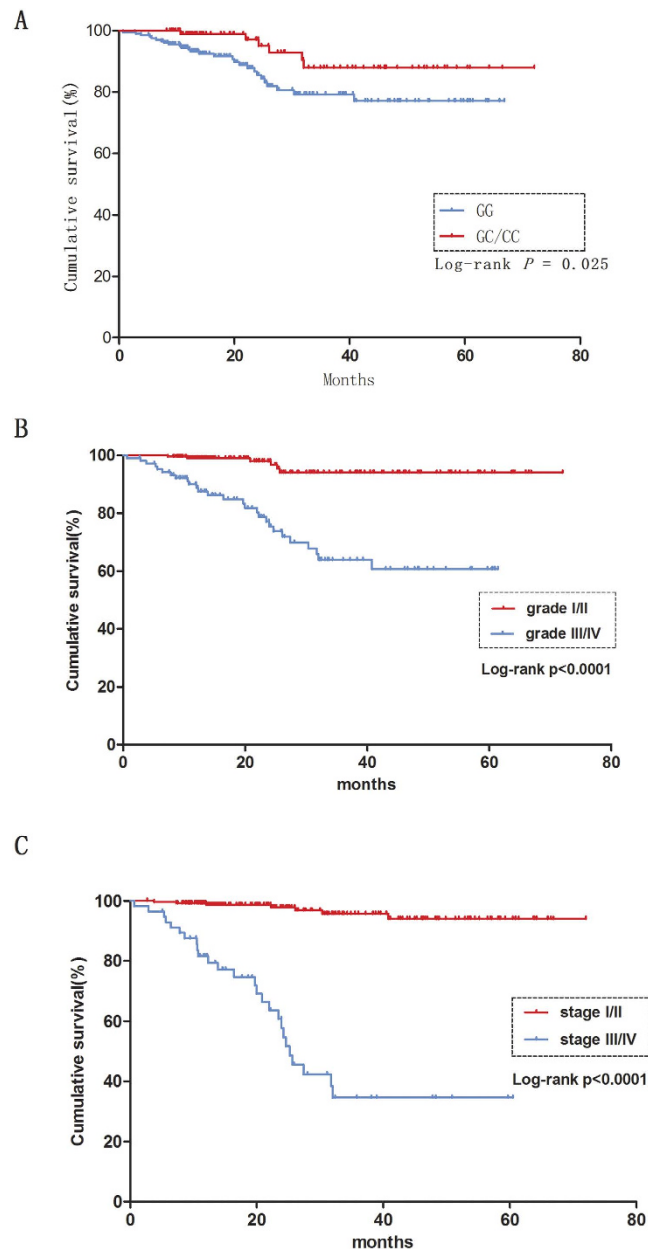 A
100
80
60
40
80
0
Cumulative survival(%)
GG
GC/CC
Log-rank P = 0.025
0
20
40
60
80
Months
B
100
80
60
40
20
0
Cumulative survival(%)
grade I/II
grade III/IV
Log-rank p<0.0001
0
20
40
60
80
months
C
100
80
60
40
20
0
Cumulative survival(%)
stage I/II
stage III/IV
Log-rank p<0.0001
0
20
40
60
80
months